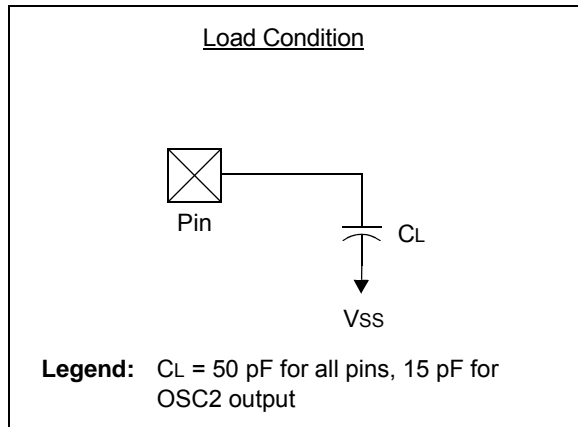 Load Condition
Pin
CL
VSS
Legend: CL = 50 pF for all pins, 15 pF for
OSC2 output